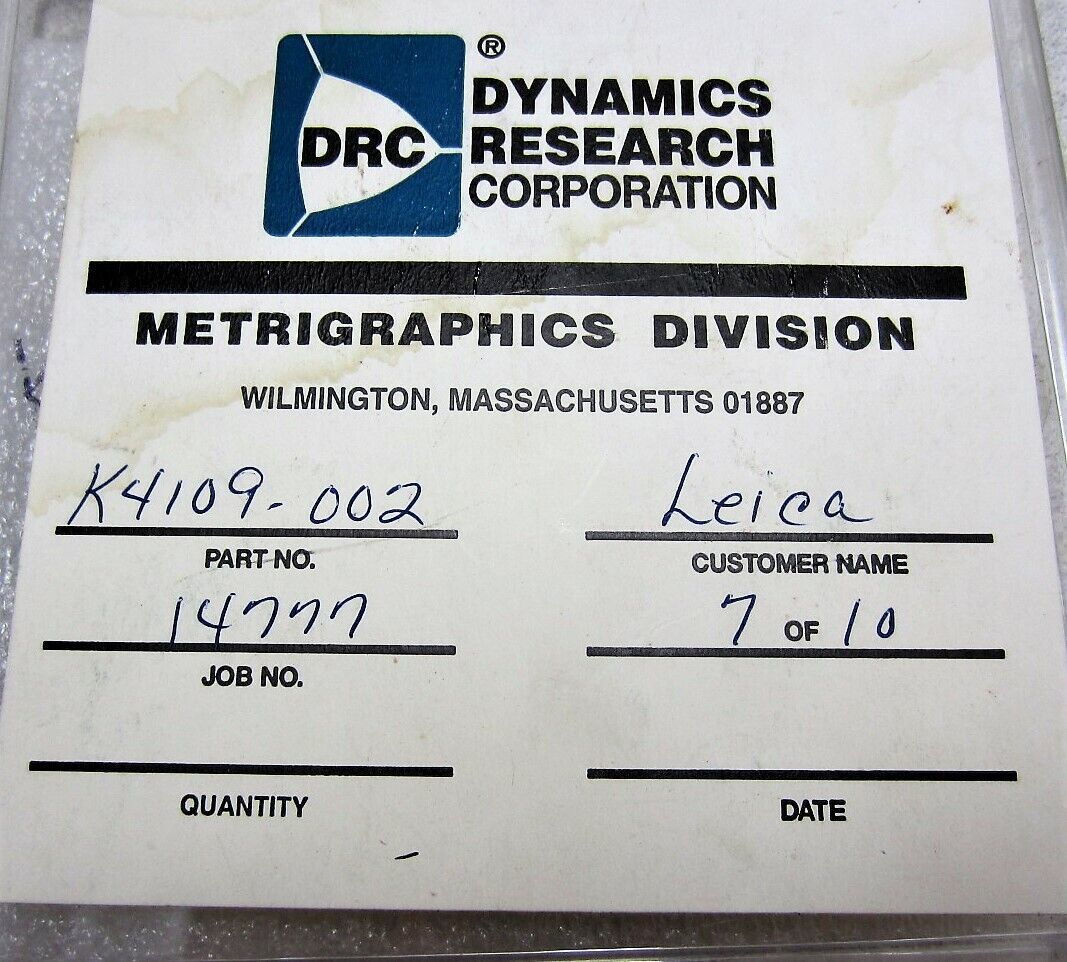 ®
DRC
DYNAMICS
RESEARCH
CORPORATION
METRIGRAPHICS DIVISION
WILMINGTON, MASSACHUSETTS 01887
K4109-002 Leica
PART NO. CUSTOMER NAME
14777 7 OF 10
JOB NO.
QUANTITY DATE